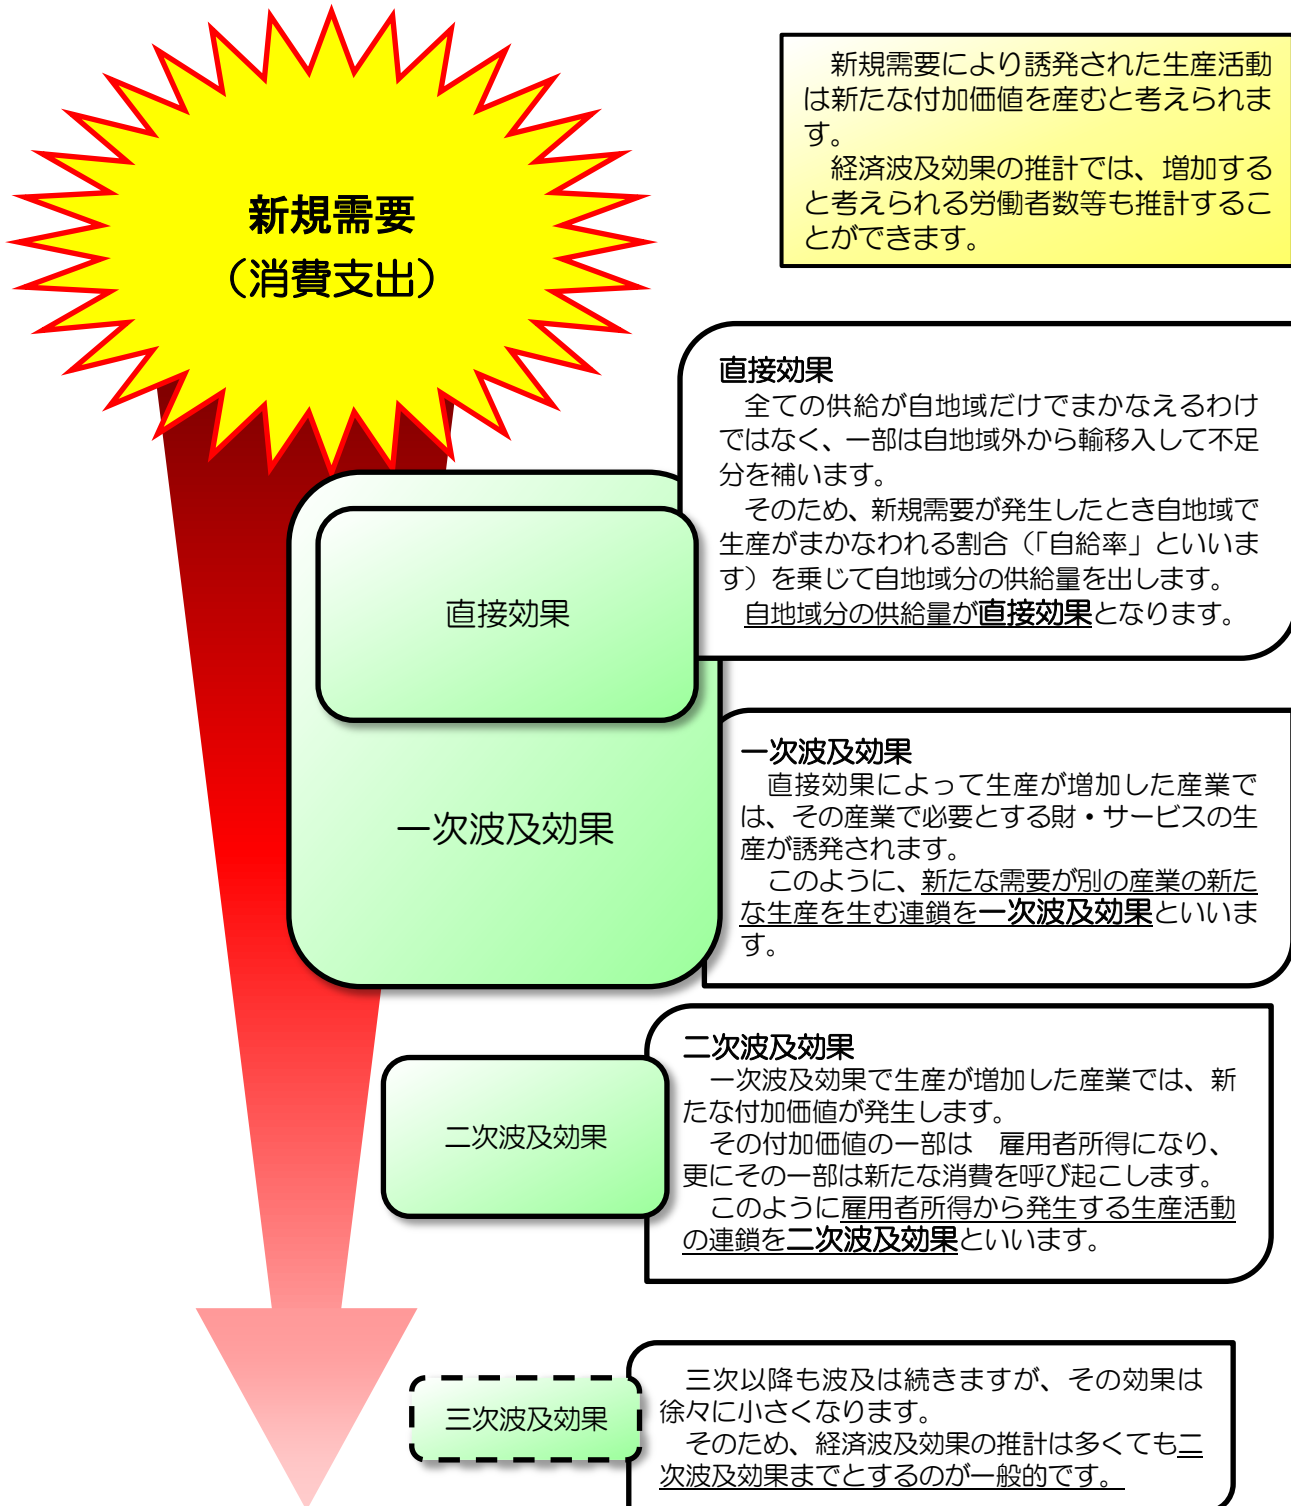 新規需要
（消費支出）
新規需要により誘発された生産活動
は新たな付加価値を産むと考えられま
す。
経済波及効果の推計では、増加する
と考えられる労働者数等も推計するこ
とができます。
直接効果
全ての供給が自地域だけでまかなえるわけ
ではなく、一部は自地域外から輸移入して不足
分を補います。
そのため、新規需要が発生したとき自地域で
生産がまかなわれる割合（「自給率」といいま
す）を乗じて自地域分の供給量を出します。
自地域分の供給量が直接効果となります。
直接効果
一次波及効果
一次波及効果
直接効果によって生産が増加した産業で
は、その産業で必要とする財・サービスの生
産が誘発されます。
このように、新たな需要が別の産業の新た
な生産を生む連鎖を一次波及効果といいま
す。
二次波及効果
二次波及効果
一次波及効果で生産が増加した産業では、新
たな付加価値が発生します。
その付加価値の一部は　雇用者所得になり、
更にその一部は新たな消費を呼び起こします。
このように雇用者所得から発生する生産活動
の連鎖を二次波及効果といいます。
三次波及効果
三次以降も波及は続きますが、その効果は
徐々に小さくなります。
そのため、経済波及効果の推計は多くても二
次波及効果までとするのが一般的です。